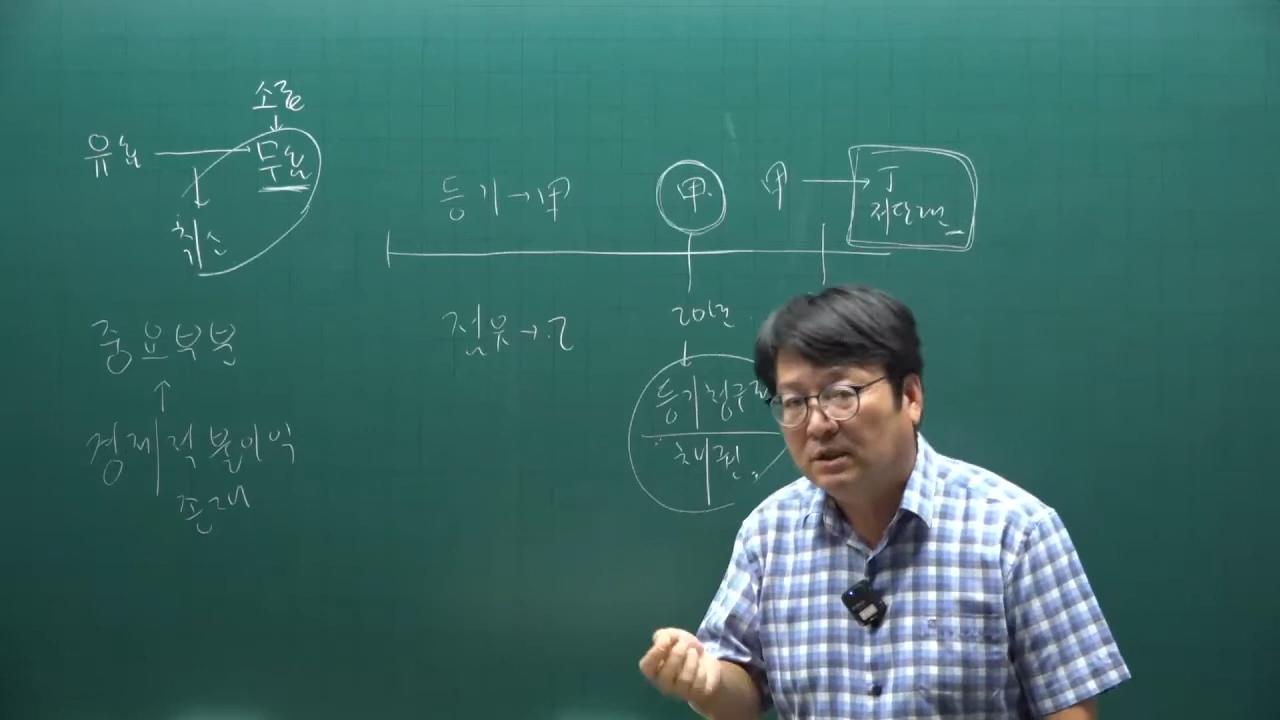 소급
유효 → 무효
취소
중요부분
↑
경제적 불이익
존재
등기 → 甲
甲
甲 → 丁
저당권
점유 → 乙
20년
등기청구
채권